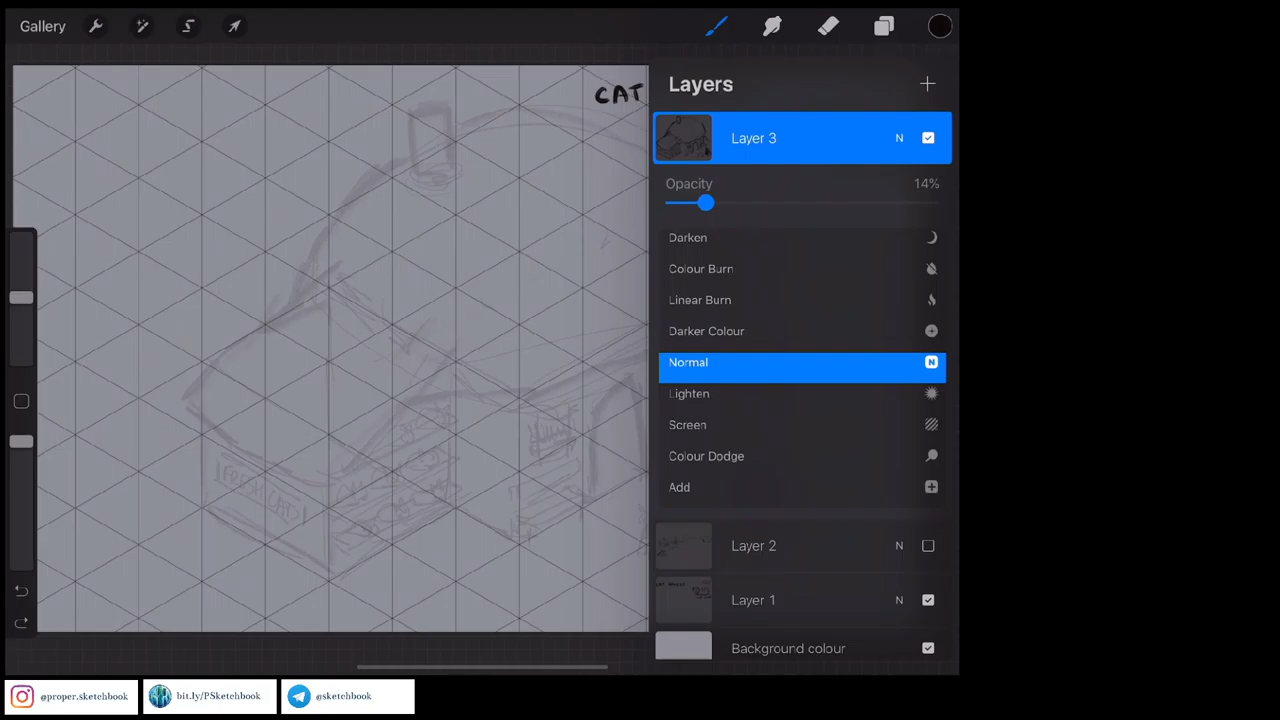 Gallery
CAT
Layers
Layer 3 N
Opacity 14%
Darken
Colour Burn
Linear Burn
Darker Colour
Normal N
Lighten
Screen
Colour Dodge
Add
Layer 2 N
Layer 1 N
Background colour
@proper.sketchbook
bit.ly/PSketchbook
@sketchbook